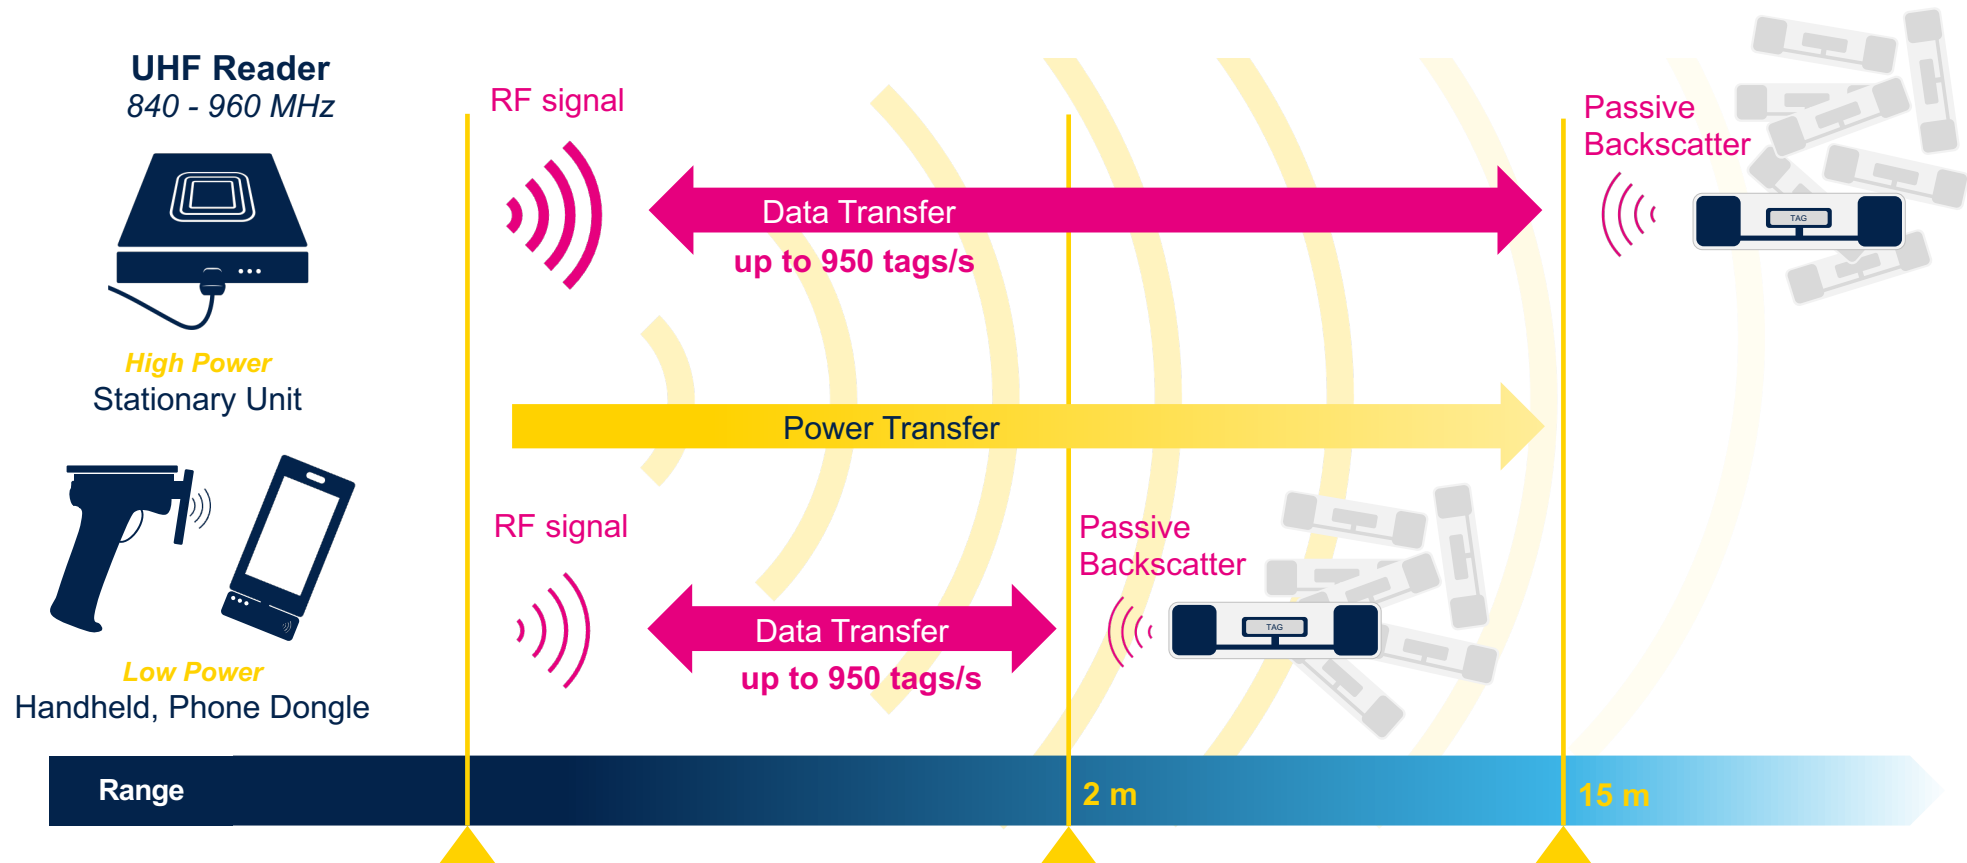 UHF Reader
840 - 960 MHz
High Power
Stationary Unit
Low Power
Handheld, Phone Dongle
RF signal
Data Transfer
up to 950 tags/s
Passive
Backscatter
TAG
Power Transfer
RF signal
Data Transfer
up to 950 tags/s
Passive
Backscatter
TAG
Range
2 m
15 m